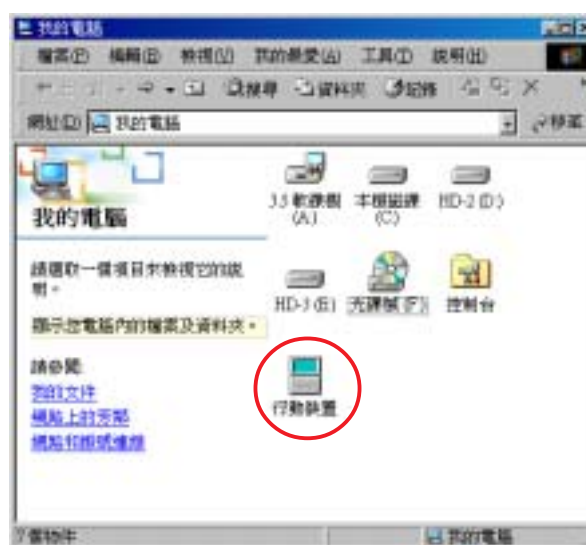 我的電腦
檔案(F) 編輯(E) 檢視(V) 我的最愛(A) 工具(T) 說明(H)
搜尋 資料夾 記錄
網址(D) 我的電腦 移至
我的電腦
請選取一個項目來檢視它的說
明。
顯示您電腦內的檔案及資料夾。
請參閱:
我的文件
網路上的芳鄰
網路和撥號連線
3.5 軟碟機
(A:)
本機磁碟
(C:)
HD-2 (D:)
HD-3 (E:)
光碟機 (F:)
控制台
行動裝置
7 個物件
我的電腦